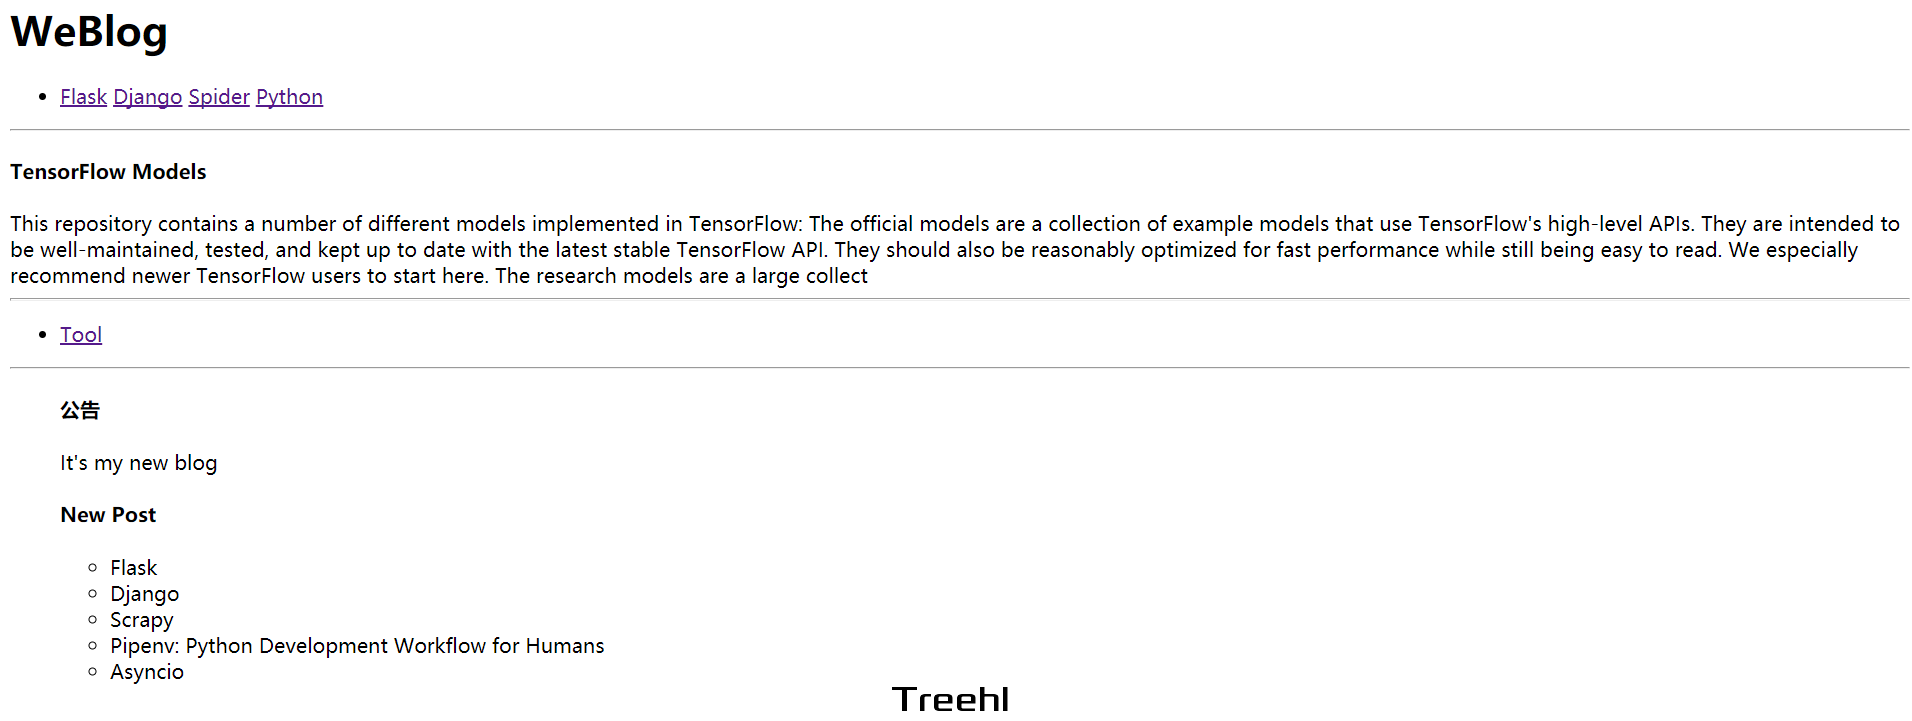 WeBlog
Flask Django Spider Python
TensorFlow Models
This repository contains a number of different models implemented in TensorFlow: The official models are a collection of example models that use TensorFlow's high-level APIs. They are intended to
be well-maintained, tested, and kept up to date with the latest stable TensorFlow API. They should also be reasonably optimized for fast performance while still being easy to read. We especially
recommend newer TensorFlow users to start here. The research models are a large collect
Tool
公告
It's my new blog
New Post
Flask
Django
Scrapy
Pipenv: Python Development Workflow for Humans
Asyncio
Treehl